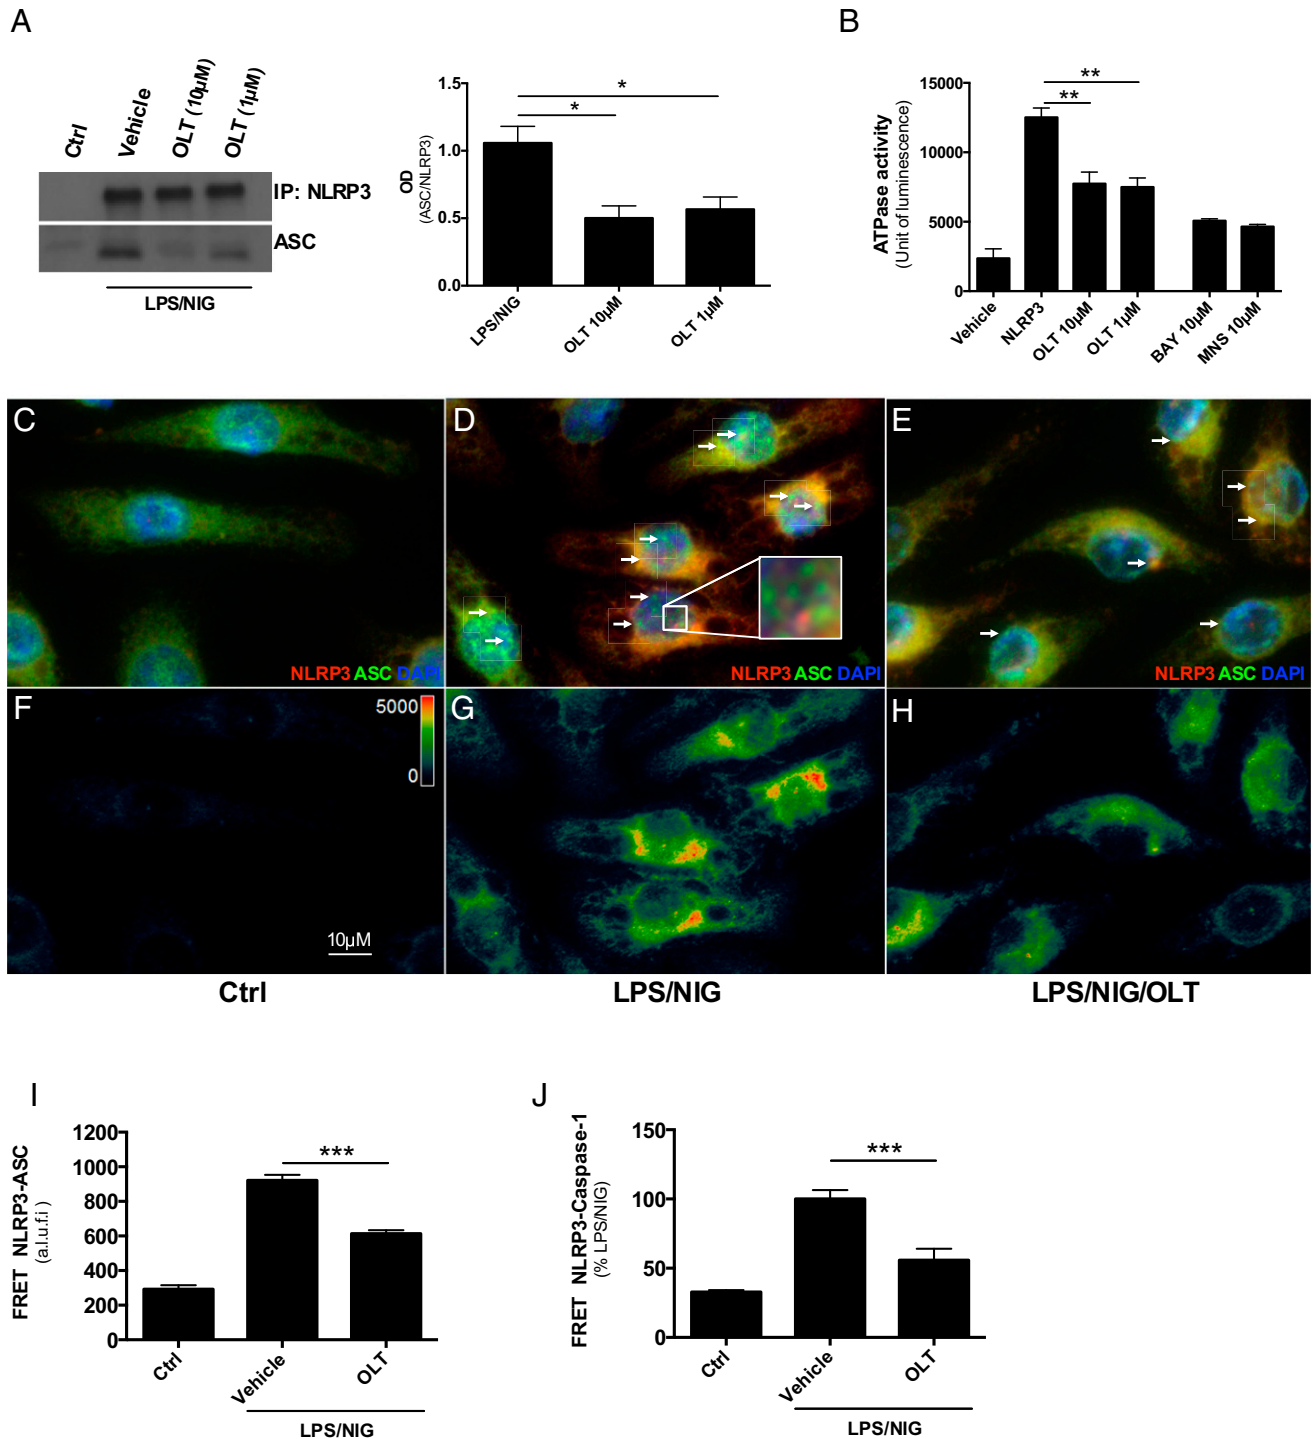 A
Ctrl
Vehicle
OLT (10µM)
OLT (1µM)
IP: NLRP3
ASC
LPS/NIG
OD
(ASC/NLRP3)
1.5
1.0
0.5
0.0
*
*
LPS/NIG
OLT 10µM
OLT 1µM
B
ATPase activity
(Unit of luminescence)
15000
10000
5000
0
**
**
Vehicle
NLRP3
OLT 10µM
OLT 1µM
BAY 10µM
MNS 10µM
C
NLRP3 ASC DAPI
D
NLRP3 ASC DAPI
E
NLRP3 ASC DAPI
F
5000
0
10µM
G
H
Ctrl
LPS/NIG
LPS/NIG/OLT
I
FRET NLRP3-ASC
(a.l.u.f.i )
1200
1000
800
600
400
200
0
***
Ctrl
Vehicle
OLT
LPS/NIG
J
FRET NLRP3-Caspase-1
(% LPS/NIG)
150
100
50
0
***
Ctrl
Vehicle
OLT
LPS/NIG